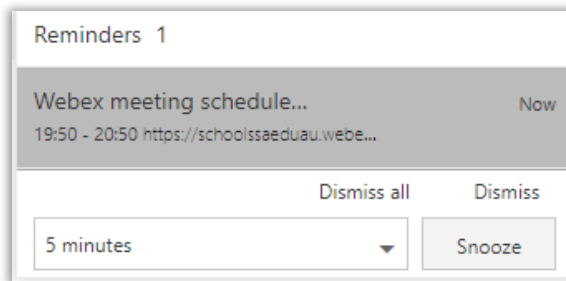 Reminders 1
Webex meeting schedule... Now
19:50 - 20:50 https://schoolssaeduau.webe...
Dismiss all Dismiss
5 minutes Snooze